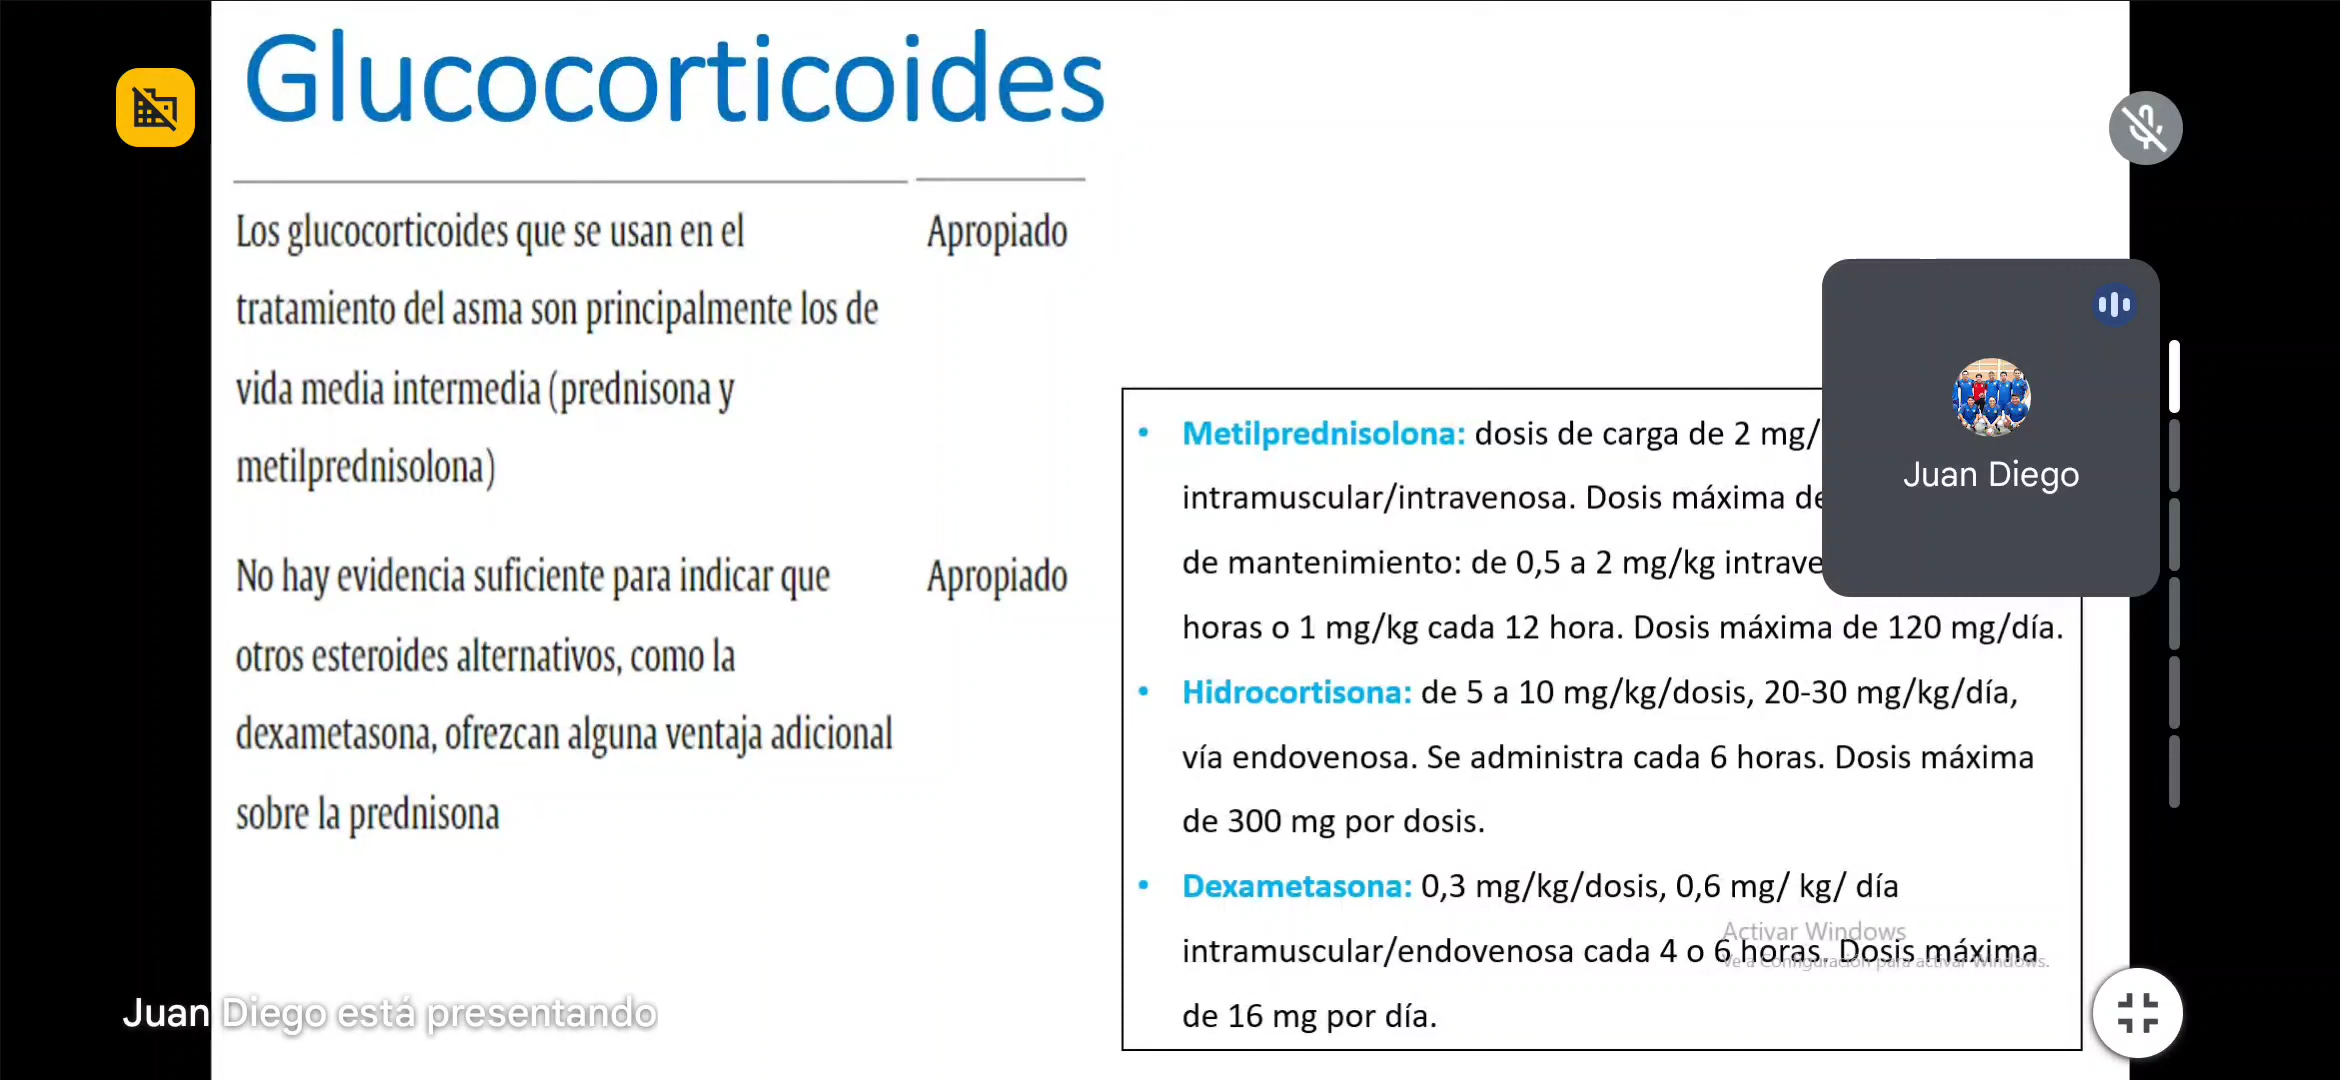 Glucocorticoides
Los glucocorticoides que se usan en el
tratamiento del asma son principalmente los de
vida media intermedia (prednisona y
metilprednisolona)
Apropiado
No hay evidencia suficiente para indicar que
otros esteroides alternativos, como la
dexametasona, ofrezcan alguna ventaja adicional
sobre la prednisona
Apropiado
• Metilprednisolona: dosis de carga de 2 mg/
intramuscular/intravenosa. Dosis máxima de
de mantenimiento: de 0,5 a 2 mg/kg
horas o 1 mg/kg cada 12 hora. Dosis máxima de 120 mg/día.
• Hidrocortisona: de 5 a 10 mg/kg/dosis, 20-30 mg/kg/día,
vía endovenosa. Se administra cada 6 horas. Dosis máxima
de 300 mg por dosis.
• Dexametasona: 0,3 mg/kg/dosis, 0,6 mg/ kg/ día
intramuscular/endovenosa cada 4 o 6 horas. Dosis máxima
de 16 mg por día.
Activar Windows
Ve a Configuración para activar Windows.
Juan Diego
Juan Diego está presentando